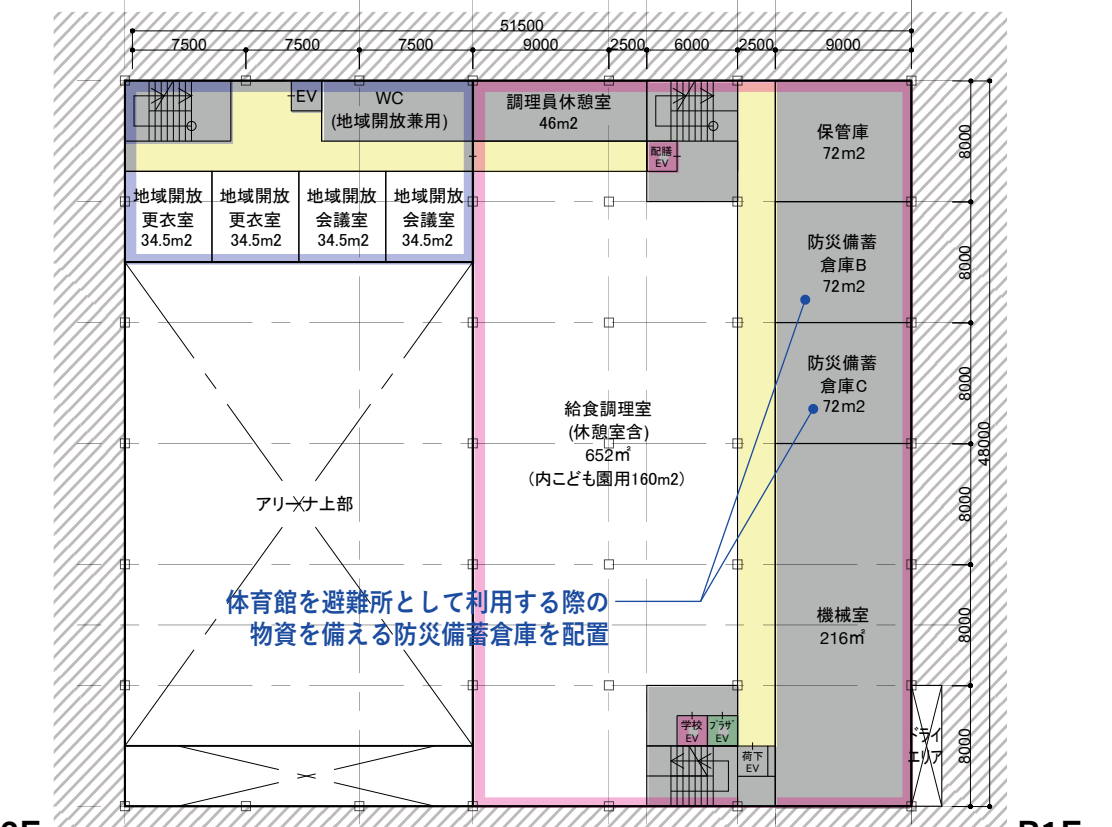 51500
7500
7500
7500
9000
2500
6000
2500
9000
EV
WC
(地域開放兼用)
調理員休憩室
46m2
配膳
EV
保管庫
72m2
8000
地域開放
更衣室
34.5m2
地域開放
更衣室
34.5m2
地域開放
会議室
34.5m2
地域開放
会議室
34.5m2
防災備蓄
倉庫B
72m2
8000
防災備蓄
倉庫C
72m2
8000
48000
給食調理室
(休憩室含)
652㎡
(内こども園用160m2)
アリーナ上部
8000
体育館を避難所として利用する際の
物資を備える防災備蓄倉庫を配置
機械室
216㎡
8000
学校
EV
プラザ
EV
荷下
EV
ドライ
エリア
8000
B1F